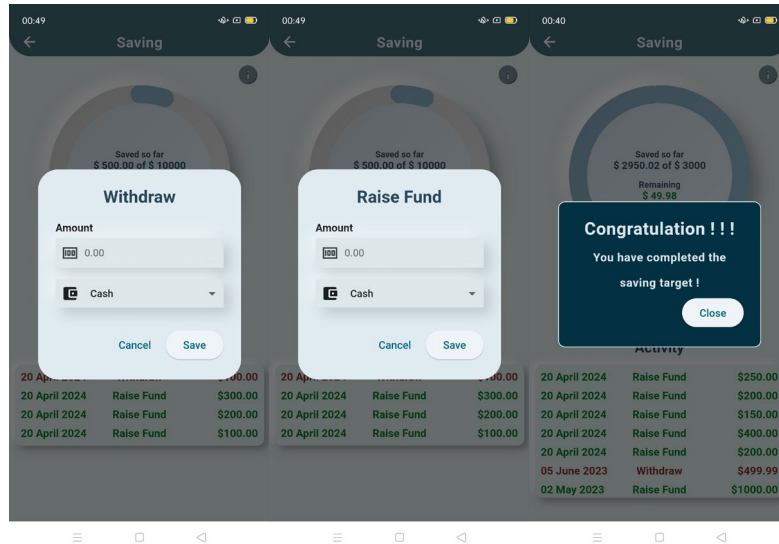 00:49
Saving
Saved so far
$ 500.00 of $ 10000
Withdraw
Amount
0.00
Cash
Cancel Save
20 April 2024
20 April 2024 Raise Fund $300.00
20 April 2024 Raise Fund $200.00
20 April 2024 Raise Fund $100.00
00:49
Saving
Saved so far
$ 500.00 of $ 10000
Raise Fund
Amount
0.00
Cash
Cancel Save
20 April 2024
20 April 2024 Raise Fund $300.00
20 April 2024 Raise Fund $200.00
20 April 2024 Raise Fund $100.00
00:40
Saving
Saved so far
$ 2950.02 of $ 3000
Remaining
$ 49.98
Congratulation ! ! !
You have completed the
saving target !
Close
Activity
20 April 2024 Raise Fund $250.00
20 April 2024 Raise Fund $200.00
20 April 2024 Raise Fund $150.00
20 April 2024 Raise Fund $400.00
20 April 2024 Raise Fund $200.00
05 June 2023 Withdraw $499.99
02 May 2023 Raise Fund $1000.00